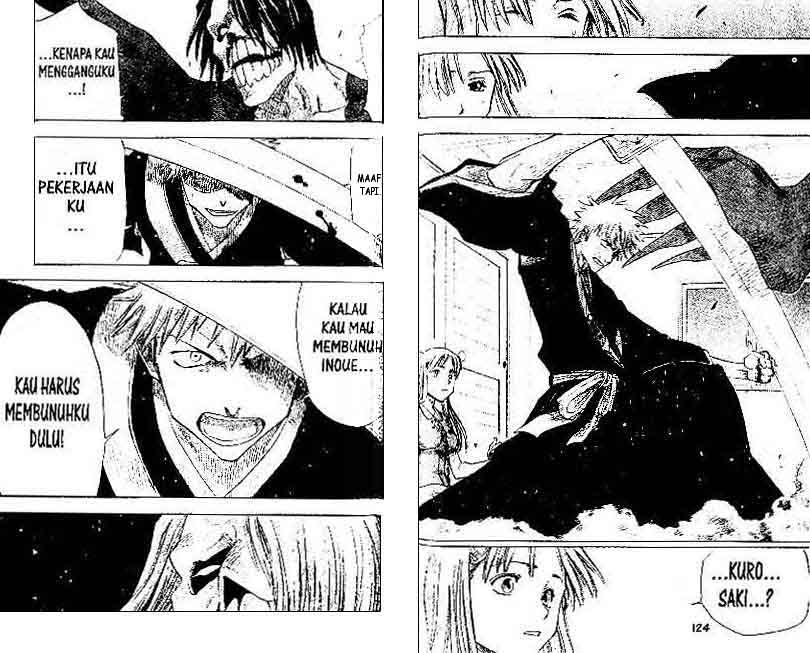 ...KURO...
SAKI...?
124
...KENAPA KAU
MENGGANGUKU
...!
MAAF
TAPI
...ITU
PEKERJAAN
KU
...
KALAU
KAU MAU
MEMBUNUH
INOUE...
KAU HARUS
MEMBUNUHKU
DULU!